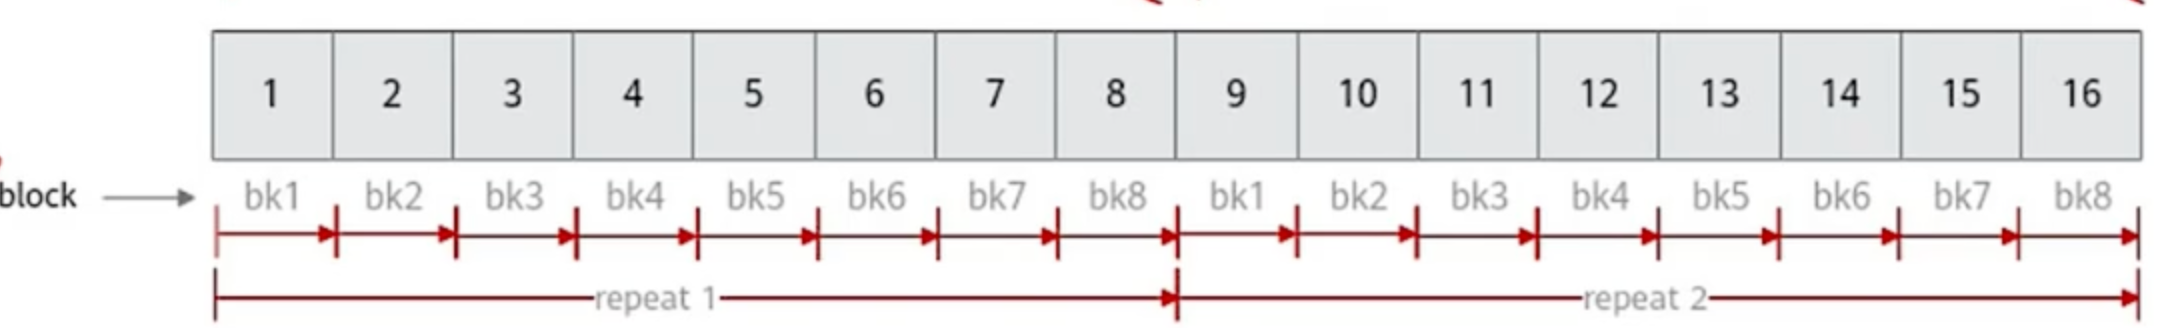 1 2 3 4 5 6 7 8 9 10 11 12 13 14 15 16
block bk1 bk2 bk3 bk4 bk5 bk6 bk7 bk8 bk1 bk2 bk3 bk4 bk5 bk6 bk7 bk8
repeat 1 repeat 2